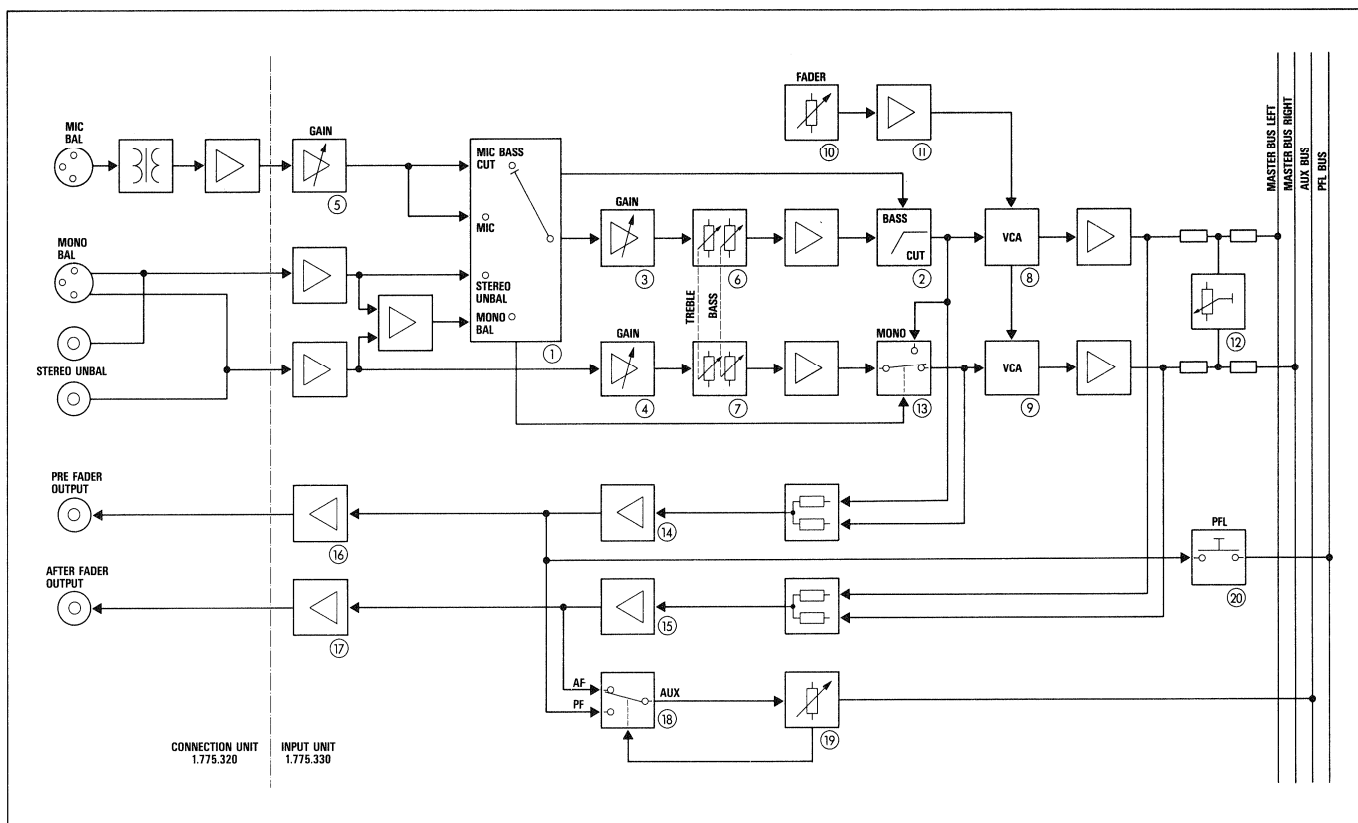 FADER
MIC
BAL
GAIN
MIC BASS
CUT
10
11
5
MIC
GAIN
BASS
CUT
VCA
MONO
BAL
STEREO
UNBAL
3
6
2
8
MONO
BAL
TREBLE
BASS
MONO
1
GAIN
12
STEREO UNBAL
VCA
4
7
13
9
MASTER BUS LEFT
MASTER BUS RIGHT
AUX BUS
PFL BUS
PRE FADER
OUTPUT
PFL
16
14
AFTER FADER
OUTPUT
20
17
15
AF
AUX
PF
18
19
CONNECTION UNIT
1.775.320
INPUT UNIT
1.775.330